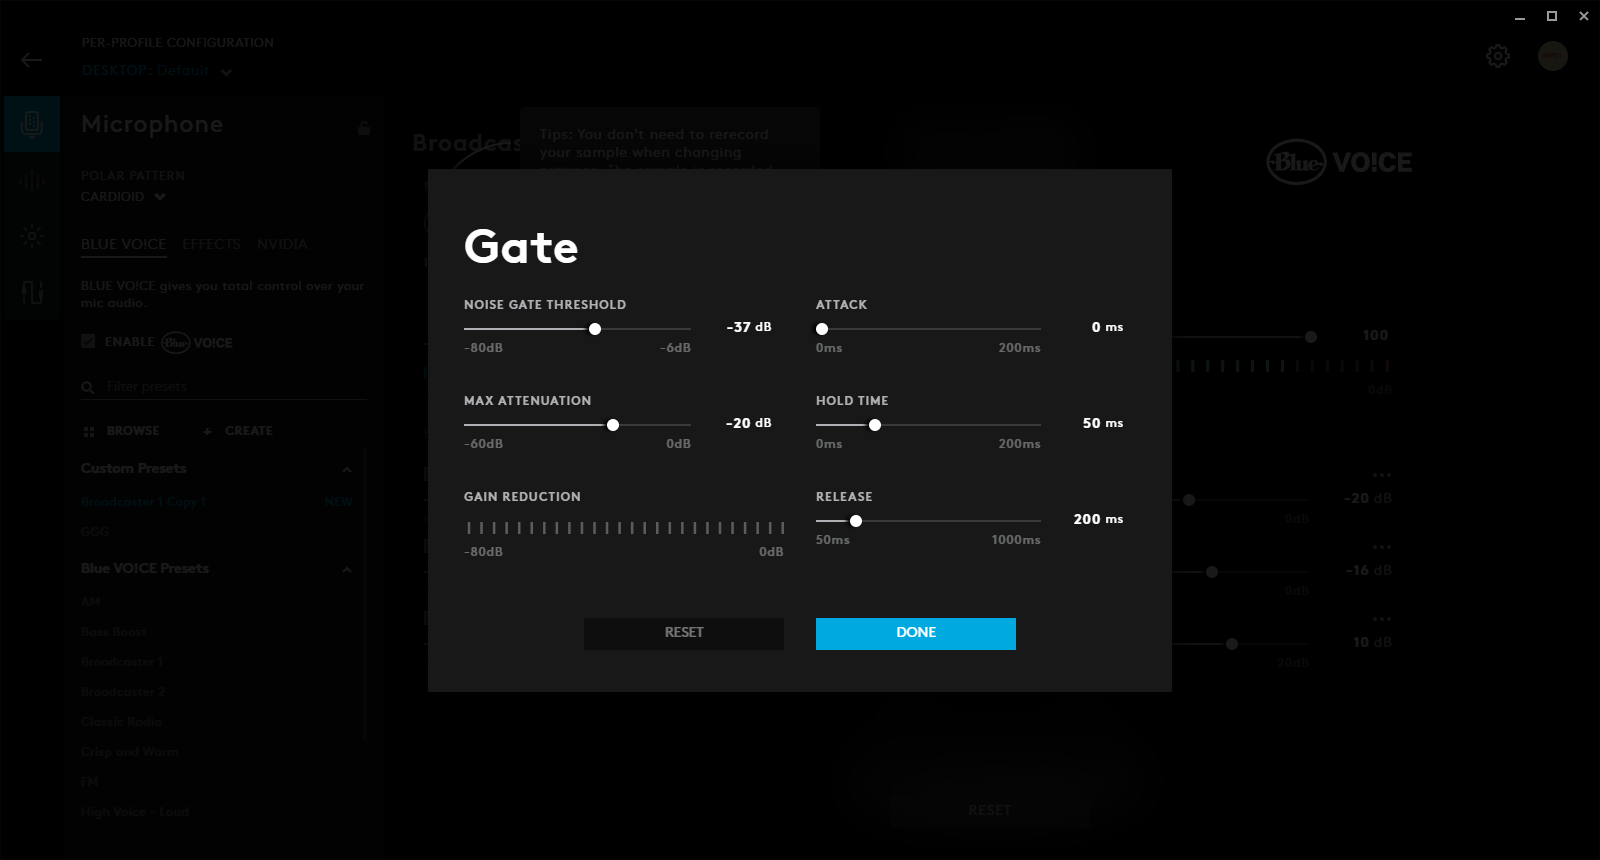 PER-PROFILE CONFIGURATION
DESKTOP: Default
Microphone
POLAR PATTERN
CARDIOID
BLUE VO!CE EFFECTS NVIDIA
BLUE VO!CE gives you total control over your
mic audio.
ENABLE Blue VO!CE
Filter presets
BROWSE + CREATE
Custom Presets
Broadcaster 1 Copy 1 NEW
GGG
Blue VO!CE Presets
AM
Bass Boost
Broadcaster 1
Broadcaster 2
Classic Radio
Crisp and Warm
FM
High Voice - Loud
Broadcas
Tips: You don't need to rerecord
your sample when changing
Blue VO!CE
Gate
NOISE GATE THRESHOLD
-37 dB
-80dB -6dB
MAX ATTENUATION
-20 dB
-60dB 0dB
GAIN REDUCTION
-80dB 0dB
ATTACK
0 ms
0ms 200ms
HOLD TIME
50 ms
0ms 200ms
RELEASE
200 ms
50ms 1000ms
RESET DONE
100
0dB
-20 dB
0dB
-16 dB
0dB
10 dB
20dB
RESET